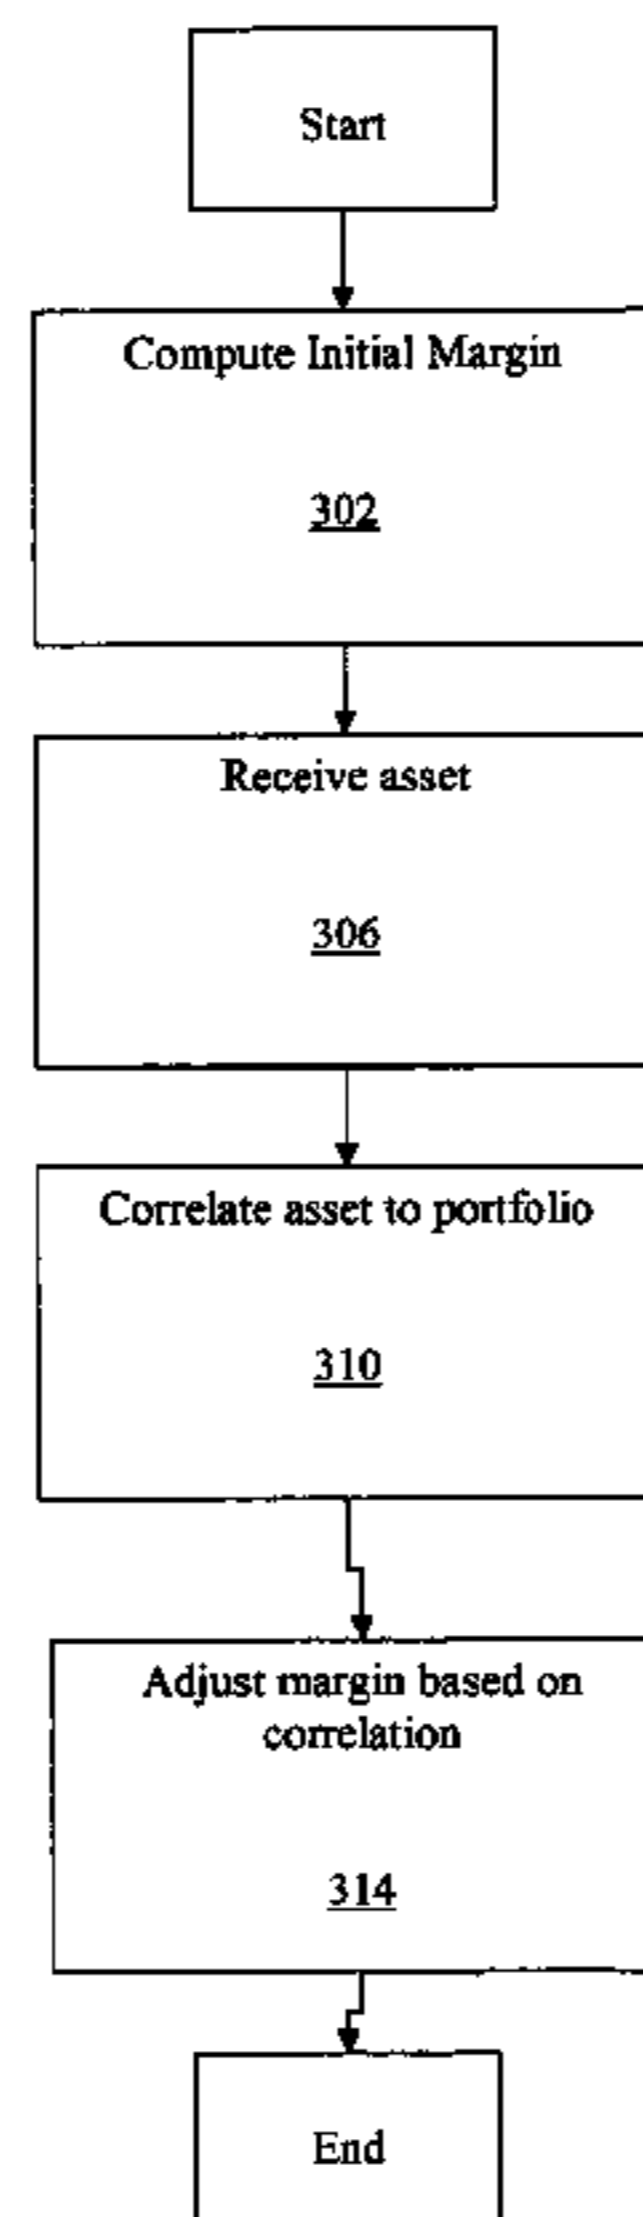 Start
Compute Initial Margin
302
Receive asset
306
Correlate asset to portfolio
310
Adjust margin based on
correlation
314
End